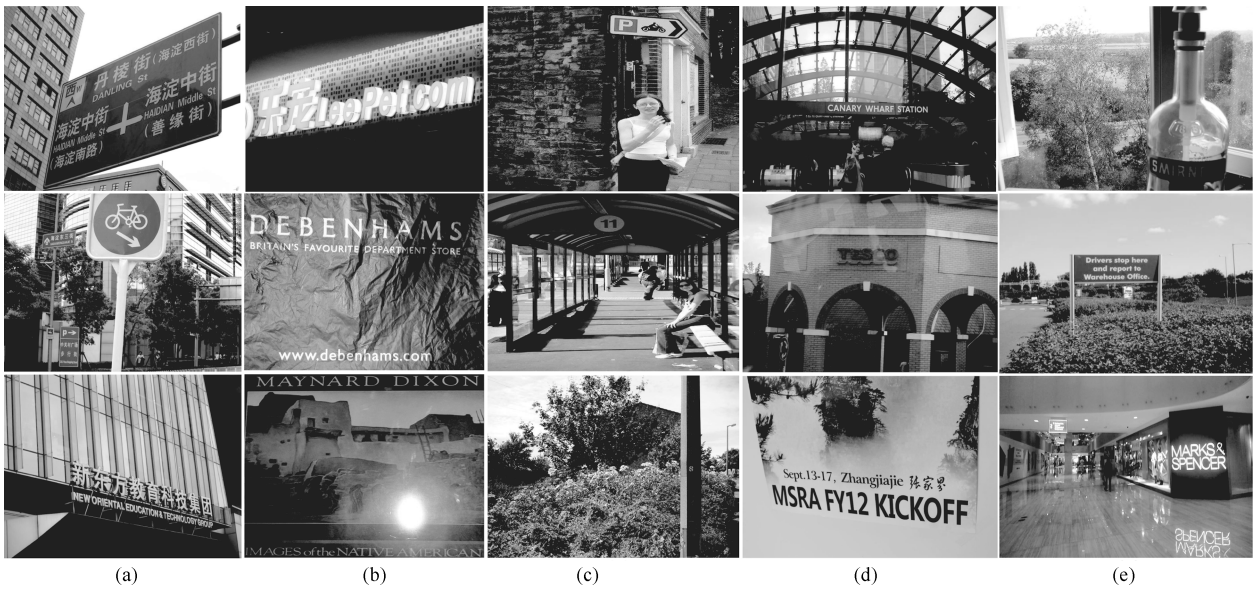 丹棱街(海淀西街)
DANLING St
西W
海淀中街
HAIDIAN Middle St
海淀中街
HAIDIAN Middle St
(善缘街)
(海淀南路)
乐宠LeePet.com
P
CANARY WHARF STATION
SMIRN
DEBENHAMS
BRITAIN'S FAVOURITE DEPARTMENT STORE
www.debenhams.com
11
TESCO
Drivers stop here
and report to
Warehouse Office.
P
新东方教育科技集团
NEW ORIENTAL EDUCATION & TECHNOLOGY GROUP
MAYNARD DIXON
IMAGES of the NATIVE AMERICAN
Sept.13-17, Zhangjiajie 张家界
MSRA FY12 KICKOFF
MARKS &
SPENCER
(a)
(b)
(c)
(d)
(e)